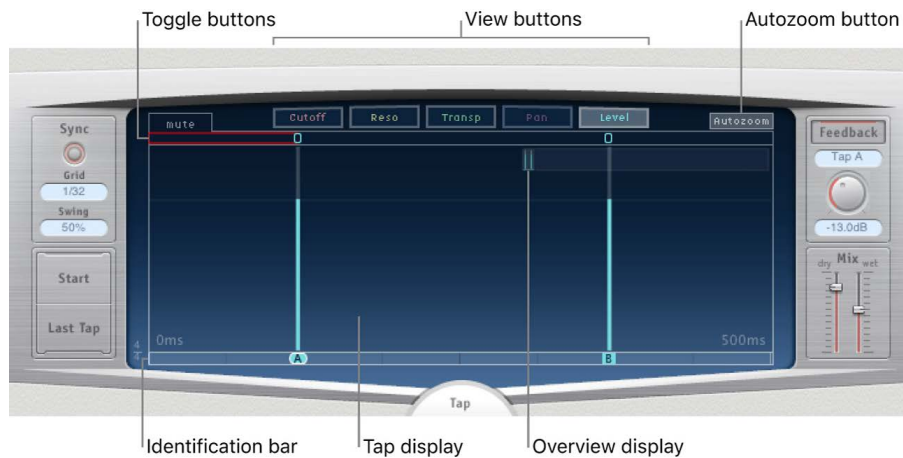 Toggle buttons
View buttons
Autozoom button
mute
Cutoff
Reso
Transp
Pan
Level
Autozoom
Sync
Grid
1/32
Swing
50%
Start
Last Tap
Feedback
Tap A
-13.0dB
dry Mix wet
0ms
500ms
4
4
A
B
Tap
Identification bar
Tap display
Overview display